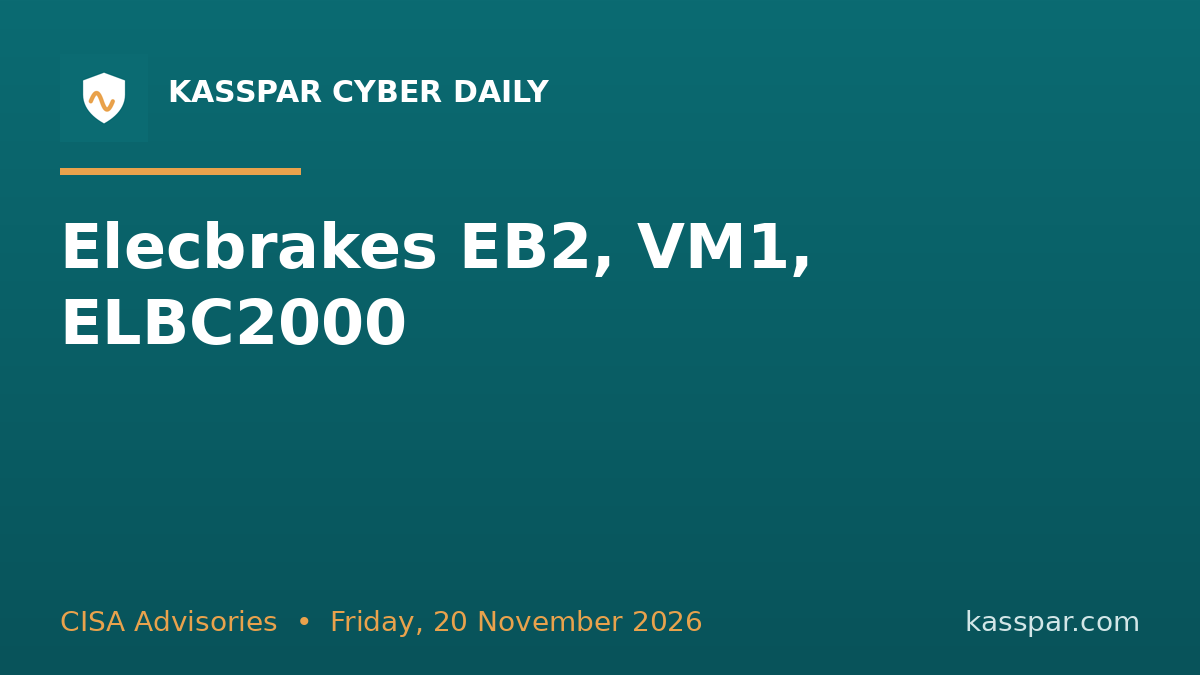 KASSPAR CYBER DAILY
Elecbrakes EB2, VM1,
ELBC2000
CISA Advisories • Friday, 20 November 2026
kasspar.com